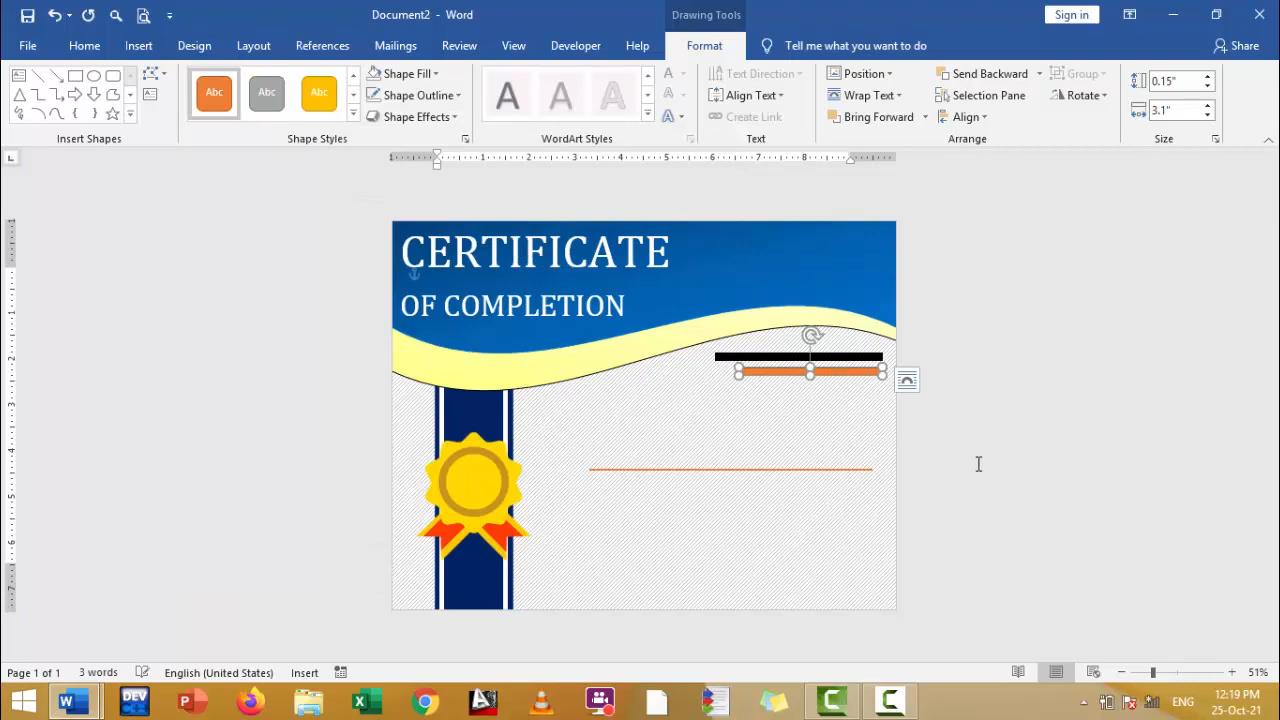 Document2 - Word
Drawing Tools
Sign in
File
Home
Insert
Design
Layout
References
Mailings
Review
View
Developer
Help
Format
Tell me what you want to do
Share
Abc
Abc
Abc
Shape Fill
Shape Outline
Shape Effects
A
A
A
Text Direction
Align Text
Create Link
Position
Wrap Text
Bring Forward
Send Backward
Selection Pane
Align
Group
Rotate
0.15"
3.1"
Insert Shapes
Shape Styles
WordArt Styles
Text
Arrange
Size
CERTIFICATE
OF COMPLETION
Page 1 of 1
3 words
English (United States)
Insert
51%
DEV
ENG
12:19 PM
25-Oct-21